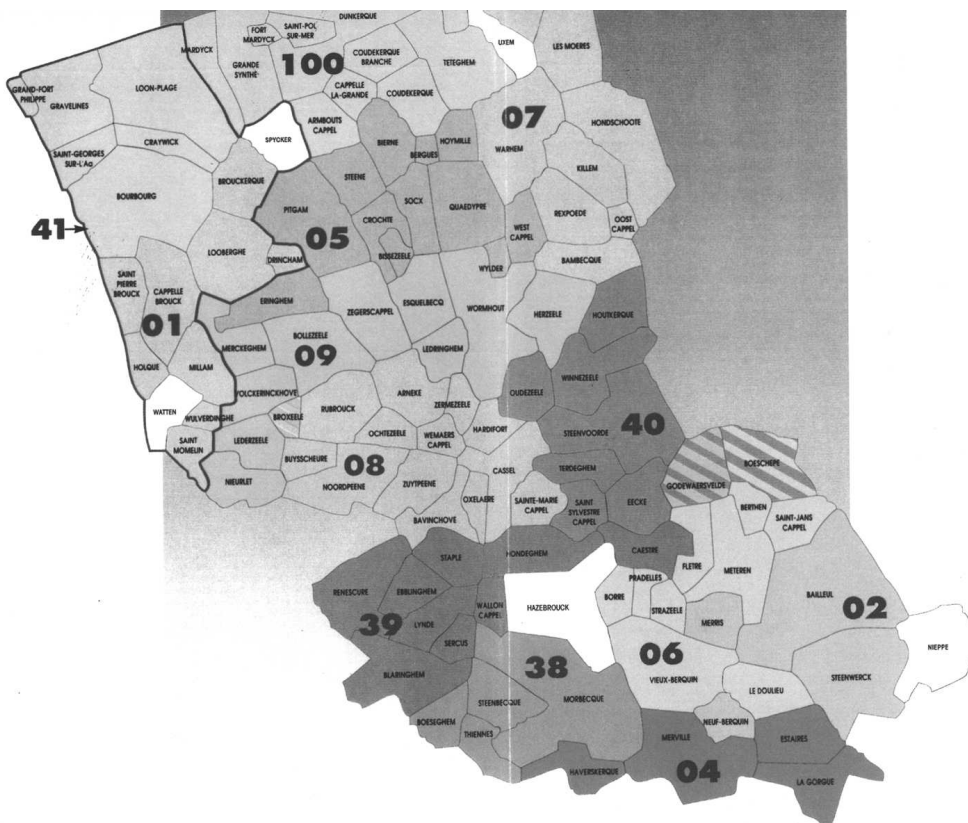 DUNKERQUE
FORT
MARDYCK
SAINT-POL
SUR-MER
UXEM
LES MOERES
MARDYCK
GRANDE
SYNTHE
100
COUDEKERQUE
BRANCHE
TETEGHEM
LOON-PLAGE
CAPPELLE
LA-GRANDE
COUDEKERQUE
GRAND-FORT
PHILIPPE
GRAVELINES
ARMBOUTS
CAPPEL
07
HONDSCHOOTE
SPYCKER
CRAYWICK
BIERNE
HOYMILLE
WARHEM
SAINT-GEORGES
SUR-L'Aa
BERGUES
KILLEM
BROUCKERQUE
STEENE
BOURBOURG
SOCX
QUAEDYPRE
PITGAM
REXPOEDE
CROCHTE
WEST
CAPPEL
OOST
CAPPEL
41
05
LOOBERGHE
BISSEZEELE
DRINCHAM
BAMBECQUE
WYLDER
SAINT
PIERRE
BROUCK
CAPPELLE
BROUCK
ERINGHEM
ESQUELBECQ
ZEGERSCAPPEL
WORMHOUT
HERZEELE
HOUTKERQUE
01
BOLLEZEELE
MERCKEGHEM
LEDRINGHEM
09
HOLQUE
MILLAM
WINNEZEELE
OUDEZEELE
VOLCKERINCKHOVE
ARNEKE
ZERMEZEELE
WATTEN
WULVERDINGHE
BROXEELE
RUBROUCK
40
HARDIFORT
STEENVOORDE
OCHTEZEELE
WEMAERS
CAPPEL
SAINT
MOMELIN
LEDERZEELE
BUYSSCHEURE
08
BOESCHEPE
CASSEL
TERDEGHEM
NIEURLET
NOORDPEENE
ZUYTPEENE
GODEWAERSVELDE
OXELAERE
SAINTE-MARIE
CAPPEL
SAINT
SYLVESTRE
CAPPEL
EECKE
BERTHEN
SAINT-JANS
CAPPEL
BAVINCHOVE
HONDEGHEM
CAESTRE
STAPLE
FLETRE
METEREN
RENESCURE
EBBLINGHEM
PRADELLES
BAILLEUL
WALLON
CAPPEL
HAZEBROUCK
BORRE
STRAZEELE
02
39
LYNDE
MERRIS
SERCUS
NIEPPE
06
38
BLARINGHEM
VIEUX-BERQUIN
STEENWERCK
LE DOULIEU
STEENBECQUE
MORBECQUE
BOESEGHEM
NEUF-BERQUIN
THIENNES
MERVILLE
ESTAIRES
HAVERSKERQUE
04
LA GORGUE